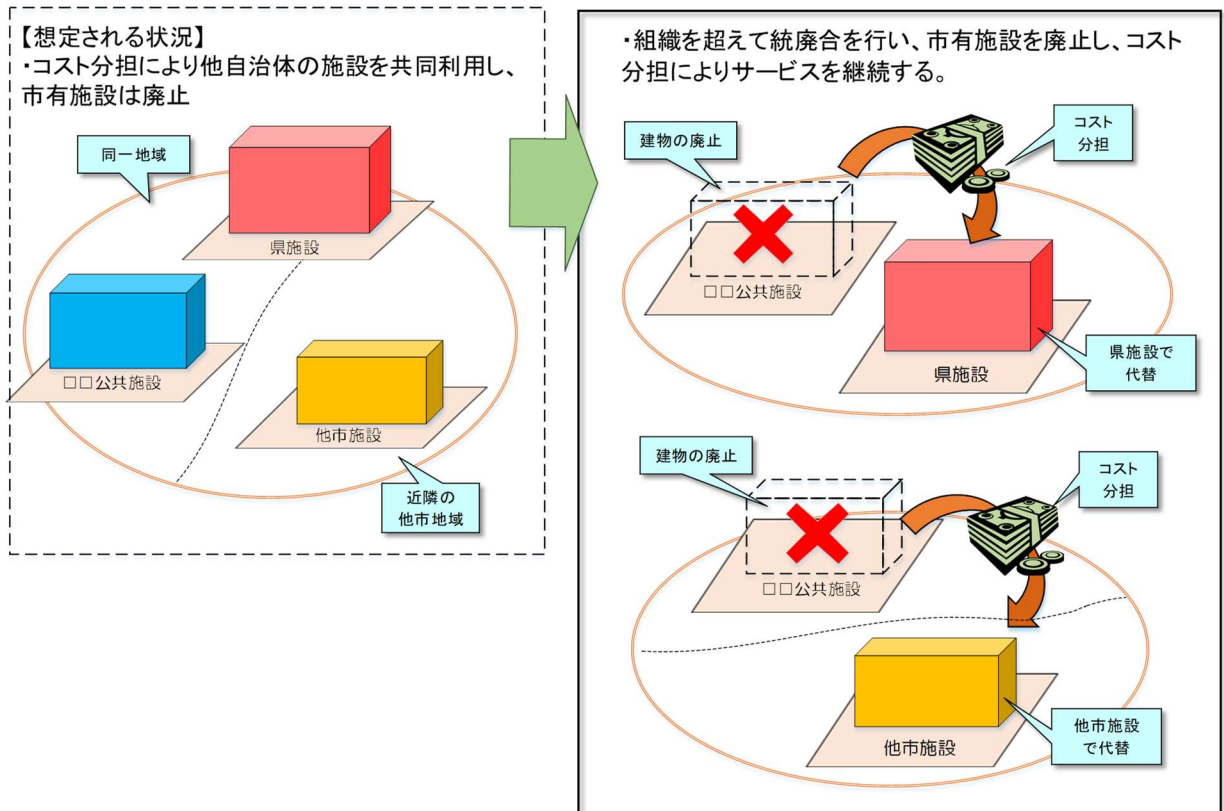 【想定される状況】
・コスト分担により他自治体の施設を共同利用し、
市有施設は廃止
同一地域
県施設
□□公共施設
他市施設
近隣の
他市地域
・組織を超えて統廃合を行い、市有施設を廃止し、コスト
分担によりサービスを継続する。
建物の廃止
コスト
分担
□□公共施設
県施設で
代替
県施設
建物の廃止
コスト
分担
□□公共施設
他市施設
で代替
他市施設